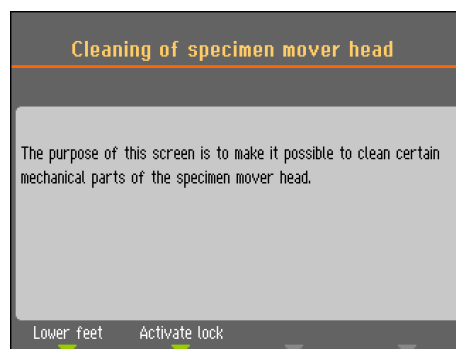 Cleaning of specimen mover head
The purpose of this screen is to make it possible to clean certain
mechanical parts of the specimen mover head.
Lower feet Activate lock